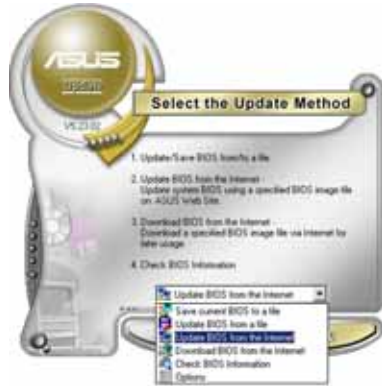 ASUS
Update
V6.23.02
Select the Update Method
1. Update/Save BIOS from/to a file
2. Update BIOS from the Internet -
Update system BIOS using a specified BIOS image file
on ASUS Web Site.
3. Download BIOS from the Internet -
Download a specified BIOS image file via Internet for
later usage.
4. Check BIOS Information
Update BIOS from the Internet
Save current BIOS to a file
Update BIOS from a file
Update BIOS from the Internet
Download BIOS from the Internet
Check BIOS Information
Options